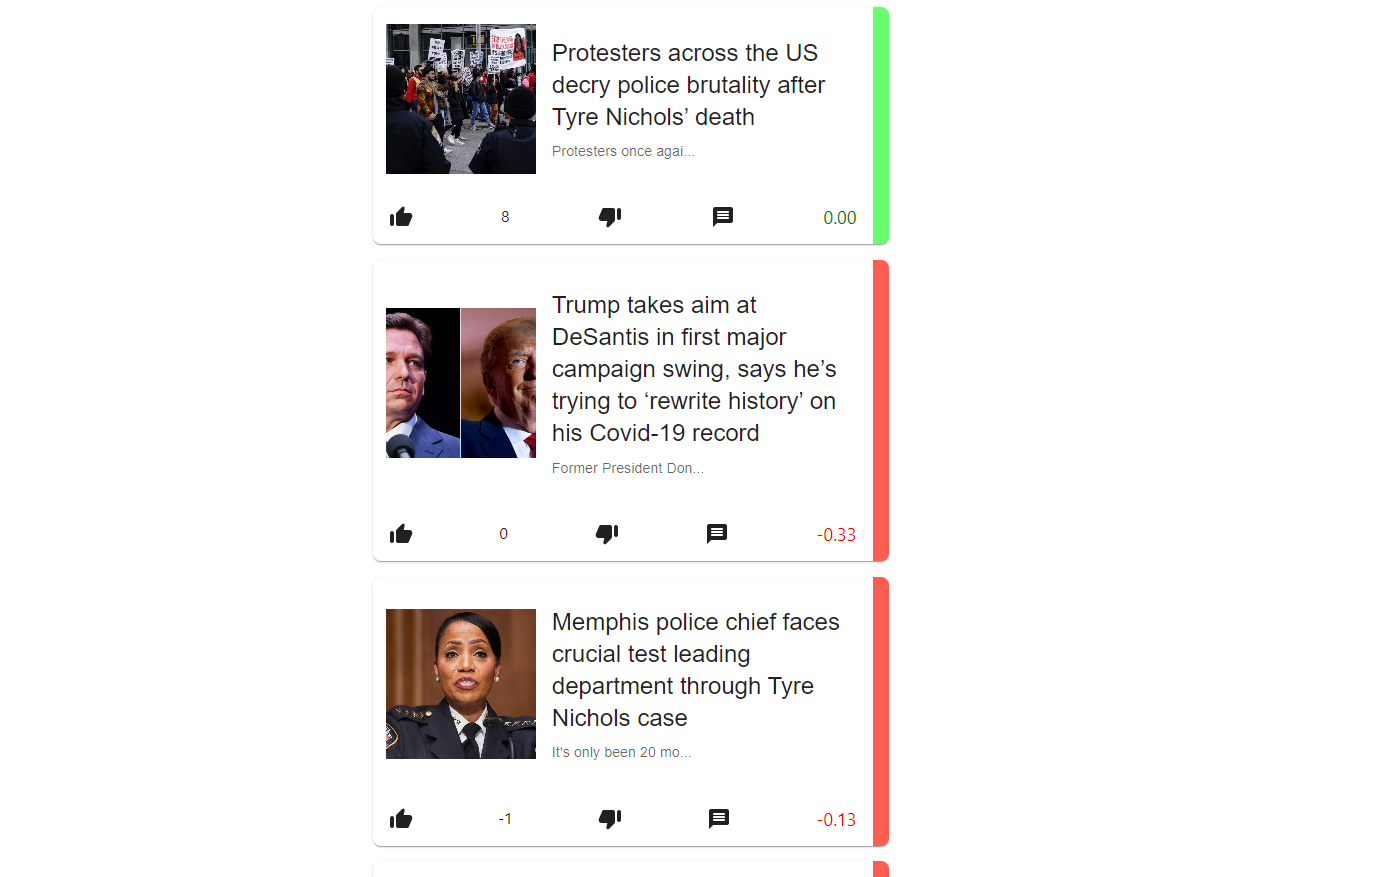 Protesters across the US
decry police brutality after
Tyre Nichols’ death
Protesters once agai...
8
0.00
Trump takes aim at
DeSantis in first major
campaign swing, says he’s
trying to ‘rewrite history’ on
his Covid-19 record
Former President Don...
0
-0.33
Memphis police chief faces
crucial test leading
department through Tyre
Nichols case
It's only been 20 mo...
-1
-0.13